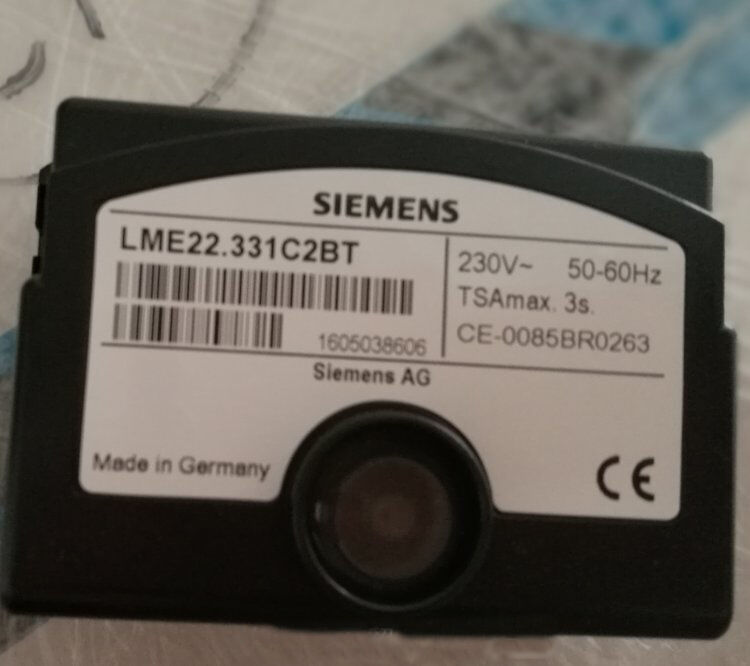 SIEMENS
LME22.331C2BT
230V~ 50-60Hz
TSAmax. 3s.
CE-0085BR0263
1605038606
Siemens AG
Made in Germany
CE